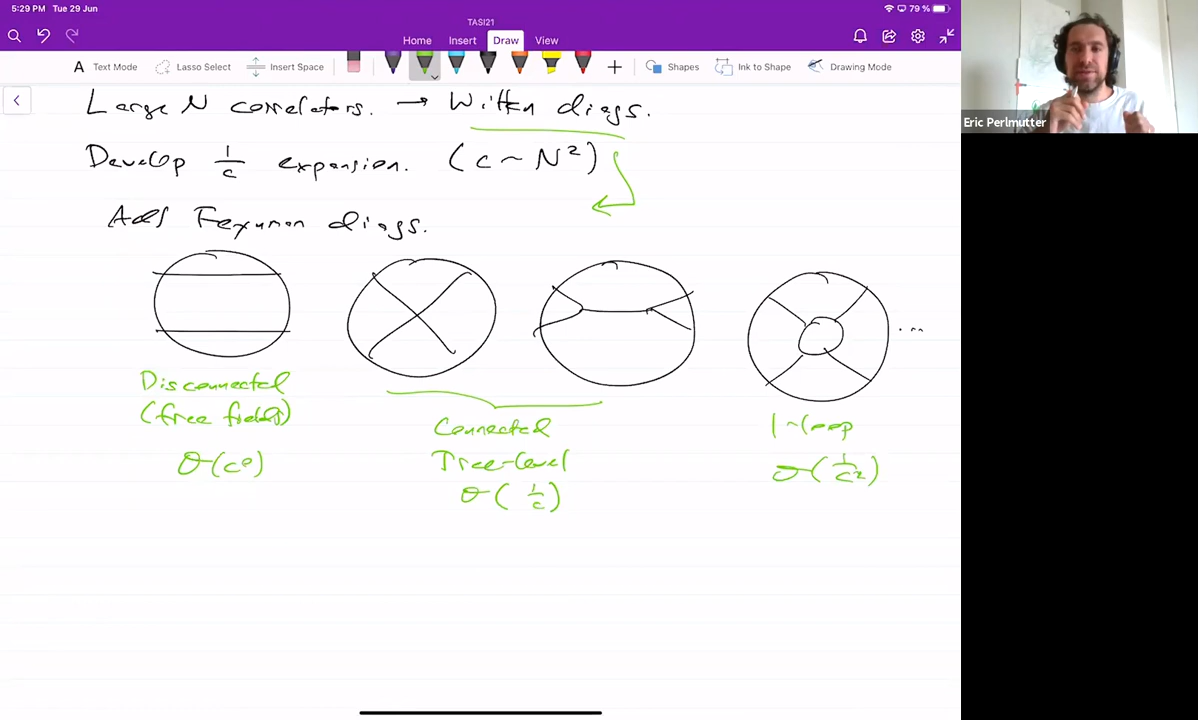 5:29 PM Tue 29 Jun
79 %
TASI21
Home Insert Draw View
Text Mode Lasso Select Insert Space Shapes Ink to Shape Drawing Mode
Large N correlators. → Witten diags.
Develop 1/c expansion. (c ~ N²)
AdS Feynman diags.
...
Disconnected
(free fields)
O(c⁰)
Connected
Tree-level
O(1/c)
1-loop
O(1/c²)
Eric Perlmutter